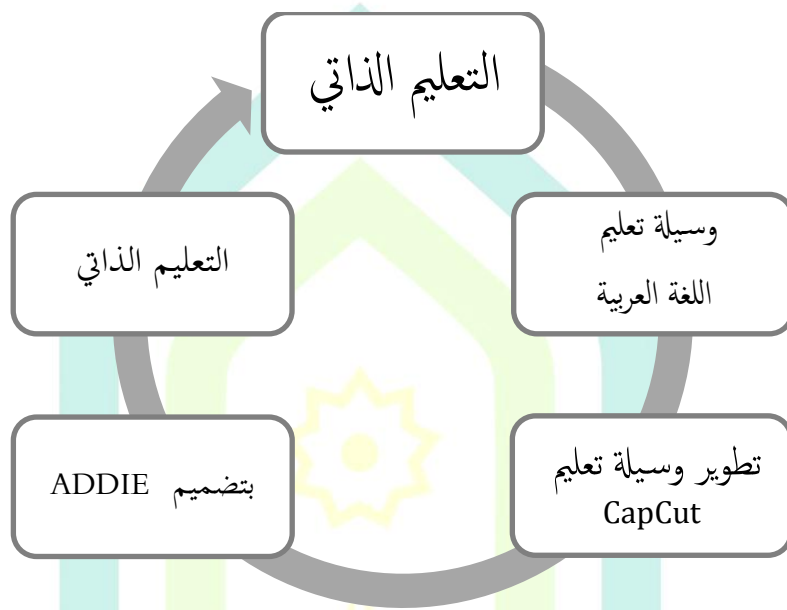 التعليم الذاتي
وسيلة تعليم
اللغة العربية
تطوير وسيلة تعليم
CapCut
بتضميم ADDIE
التعليم الذاتي